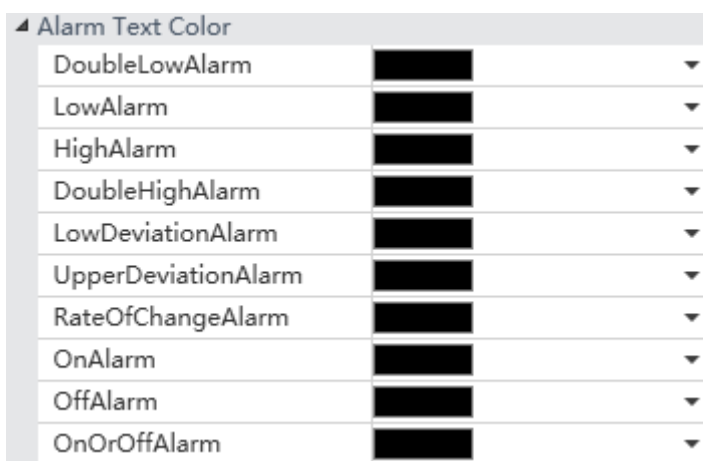 Alarm Text Color
DoubleLowAlarm
LowAlarm
HighAlarm
DoubleHighAlarm
LowDeviationAlarm
UpperDeviationAlarm
RateOfChangeAlarm
OnAlarm
OffAlarm
OnOrOffAlarm